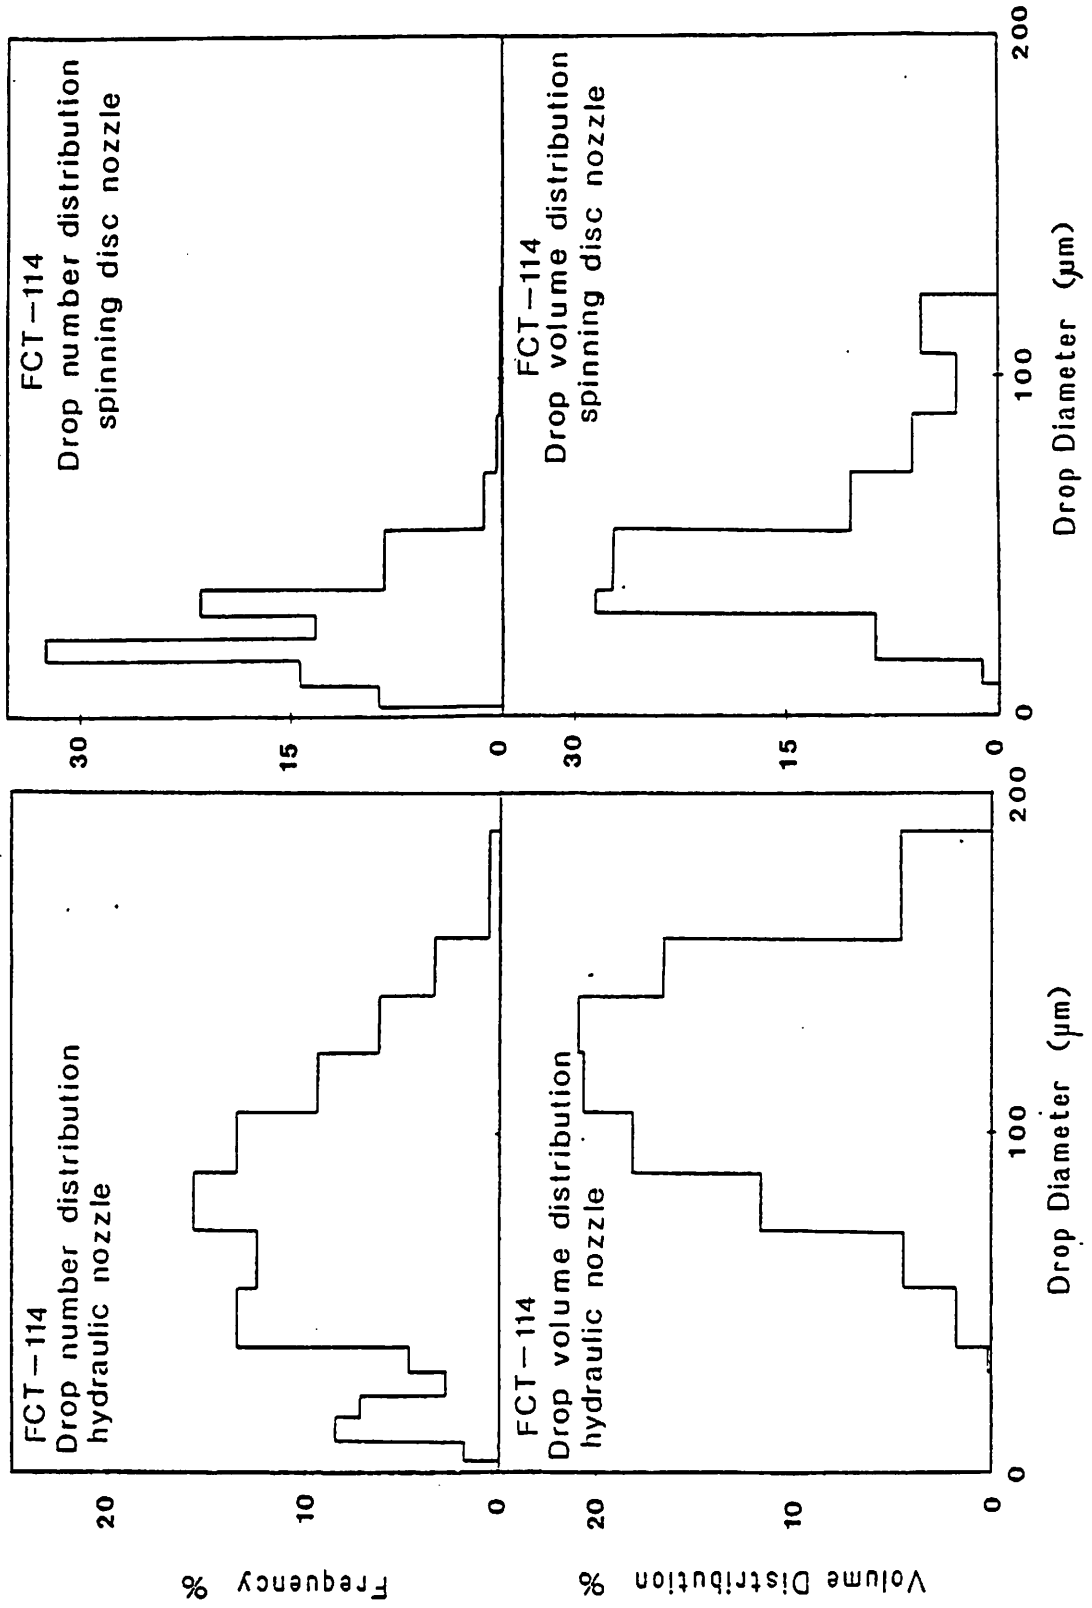 FCT-114
Drop number distribution
hydraulic nozzle
FCT-114
Drop number distribution
spinning disc nozzle
Frequency %
20
10
0
30
15
0
FCT-114
Drop volume distribution
hydraulic nozzle
FCT-114
Drop volume distribution
spinning disc nozzle
Volume Distribution %
20
10
0
30
15
0
0
100
200
0
100
200
Drop Diameter (µm)
Drop Diameter (µm)